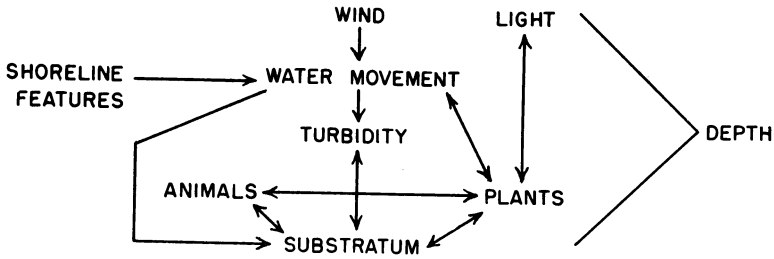 WIND
LIGHT
SHORELINE
FEATURES
WATER MOVEMENT
TURBIDITY
DEPTH
ANIMALS
PLANTS
SUBSTRATUM